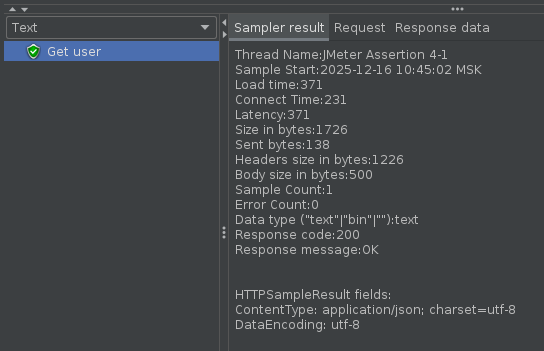 Text
Get user
Sampler result Request Response data
Thread Name:JMeter Assertion 4-1
Sample Start:2025-12-16 10:45:02 MSK
Load time:371
Connect Time:231
Latency:371
Size in bytes:1726
Sent bytes:138
Headers size in bytes:1226
Body size in bytes:500
Sample Count:1
Error Count:0
Data type ("text"|"bin"|""):text
Response code:200
Response message:OK
HTTPSampleResult fields:
ContentType: application/json; charset=utf-8
DataEncoding: utf-8